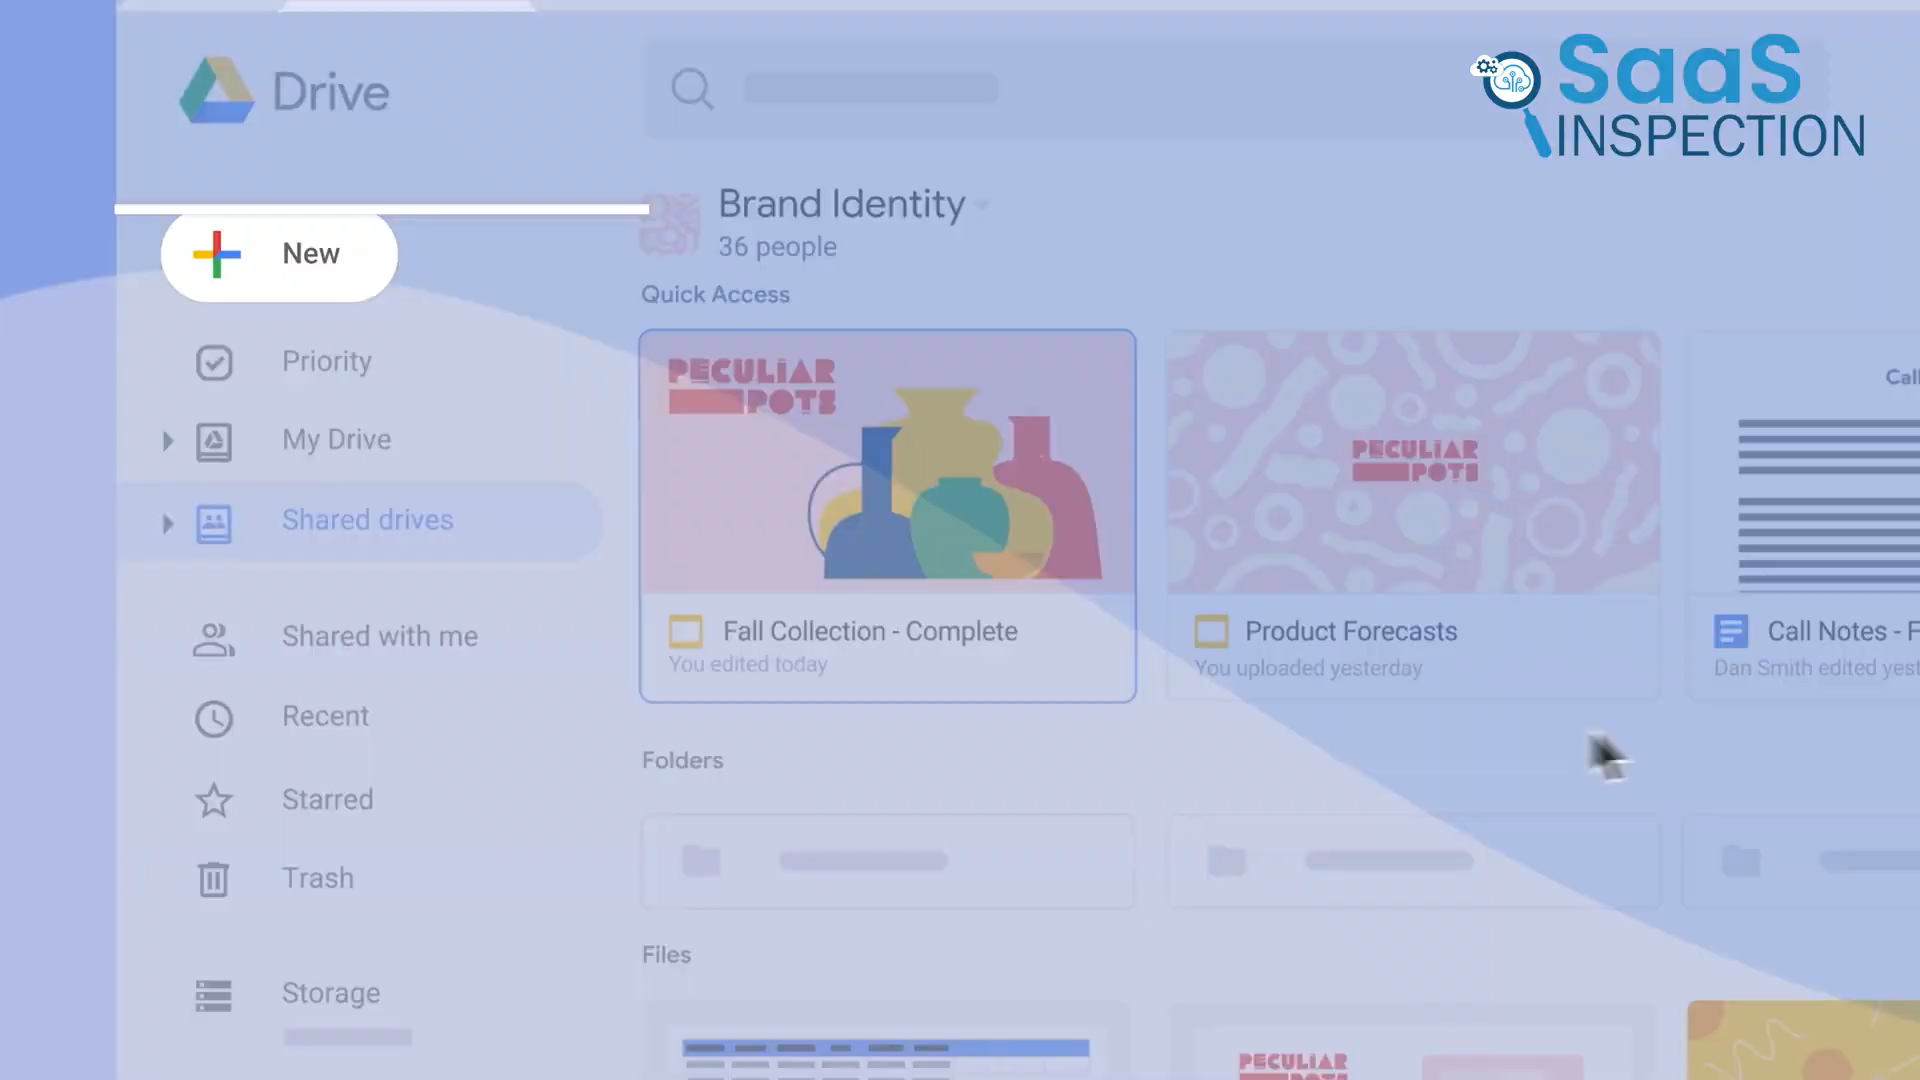 Drive
SaaS
INSPECTION
Brand Identity
36 people
New
Quick Access
Priority
My Drive
Shared drives
Shared with me
Recent
Starred
Trash
Storage
PECULIAR
POTS
Fall Collection - Complete
You edited today
PECULIAR
POTS
Product Forecasts
You uploaded yesterday
Call
Call Notes - F
Dan Smith edited yest
Folders
Files
PECULIAR